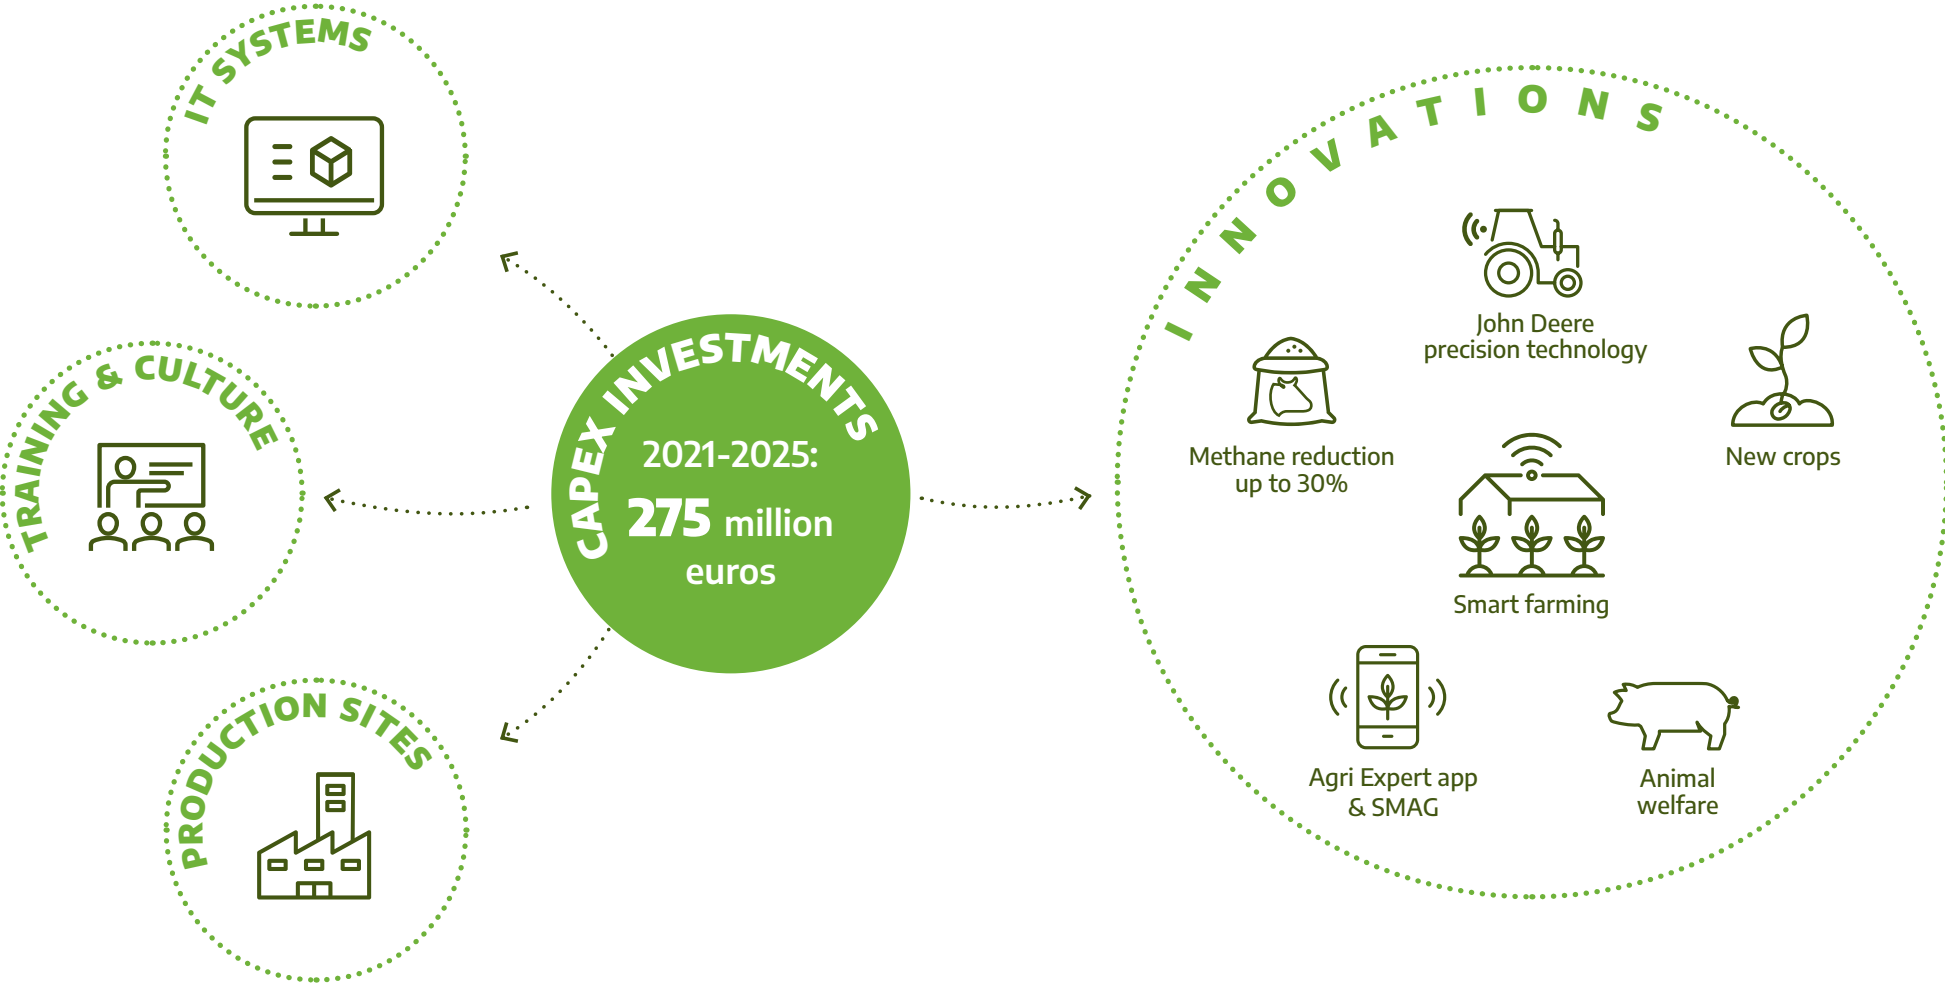 IT SYSTEMS
TRAINING & CULTURE
PRODUCTION SITES
CAPEX INVESTMENTS
2021-2025:
275 million
euros
INNOVATIONS
John Deere
precision technology
Methane reduction
up to 30%
New crops
Smart farming
Agri Expert app
& SMAG
Animal
welfare